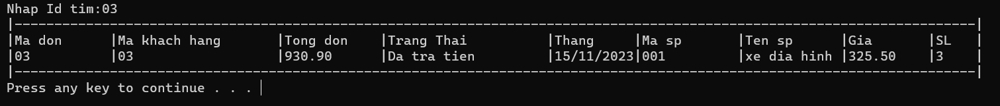 Nhap Id tim:03
|-------------------------------------------------------------------------------------------------------------------------|
|Ma don      |Ma khach hang       |Tong don    |Trang Thai          |Thang     |Ma sp       |Ten sp      |Gia       |SL   |
|03          |03                  |930.90      |Da tra tien         |15/11/2023|001         |xe dia hinh |325.50    |3    |
|-------------------------------------------------------------------------------------------------------------------------|
Press any key to continue . . .